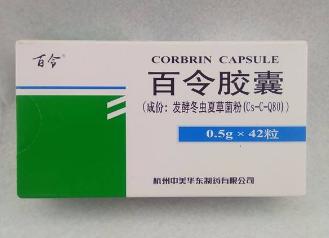 百令
CORBRIN CAPSULE
百令胶囊
(成份：发酵冬虫夏草菌粉(Cs-C-Q80))
0.5g × 42粒
杭州中美华东制药有限公司